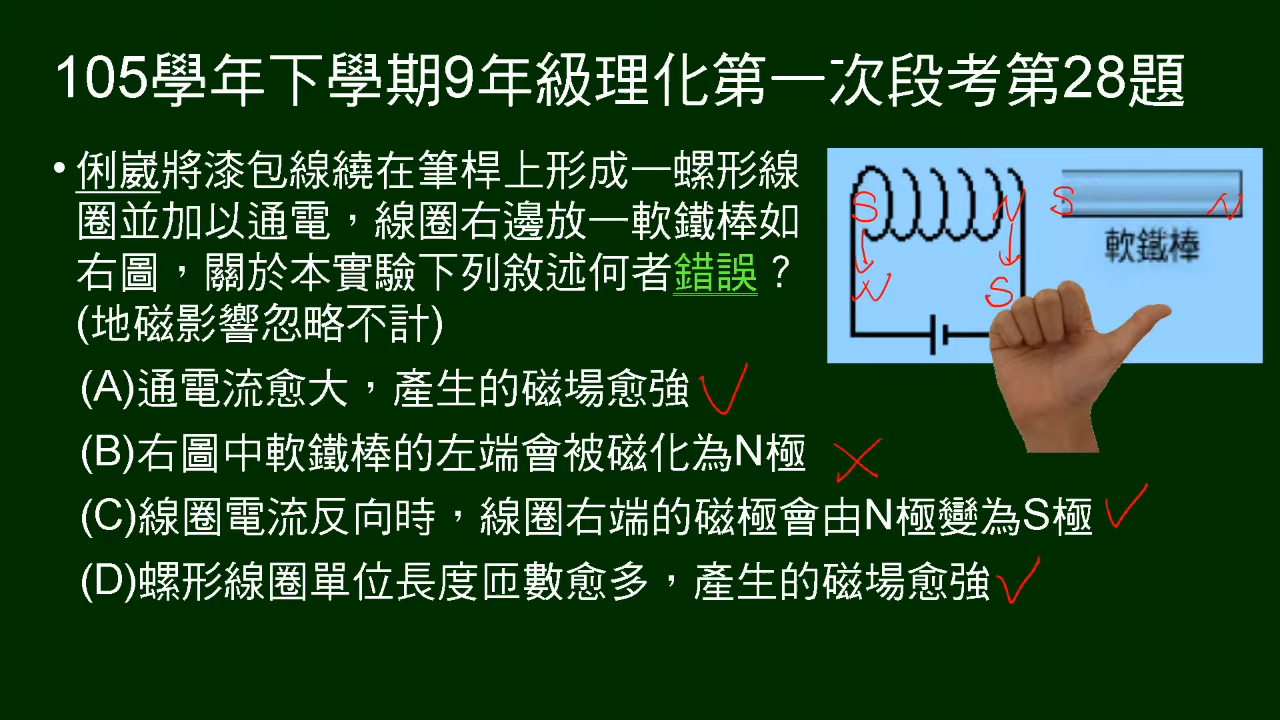 105學年下學期9年級理化第一次段考第28題
• 俐崴將漆包線繞在筆桿上形成一螺形線
圈並加以通電，線圈右邊放一軟鐵棒如
右圖，關於本實驗下列敘述何者錯誤？
(地磁影響忽略不計)
(A)通電流愈大，產生的磁場愈強
(B)右圖中軟鐵棒的左端會被磁化為N極
(C)線圈電流反向時，線圈右端的磁極會由N極變為S極
(D)螺形線圈單位長度匝數愈多，產生的磁場愈強
S N S N
軟鐵棒
N S